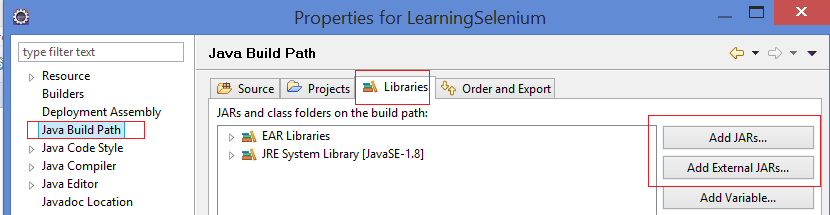 Properties for LearningSelenium
type filter text
Java Build Path
Resource
Builders
Deployment Assembly
Java Build Path
Java Code Style
Java Compiler
Java Editor
Javadoc Location
Source Projects Libraries Order and Export
JARs and class folders on the build path:
EAR Libraries
JRE System Library [JavaSE-1.8]
Add JARs...
Add External JARs...
Add Variable...